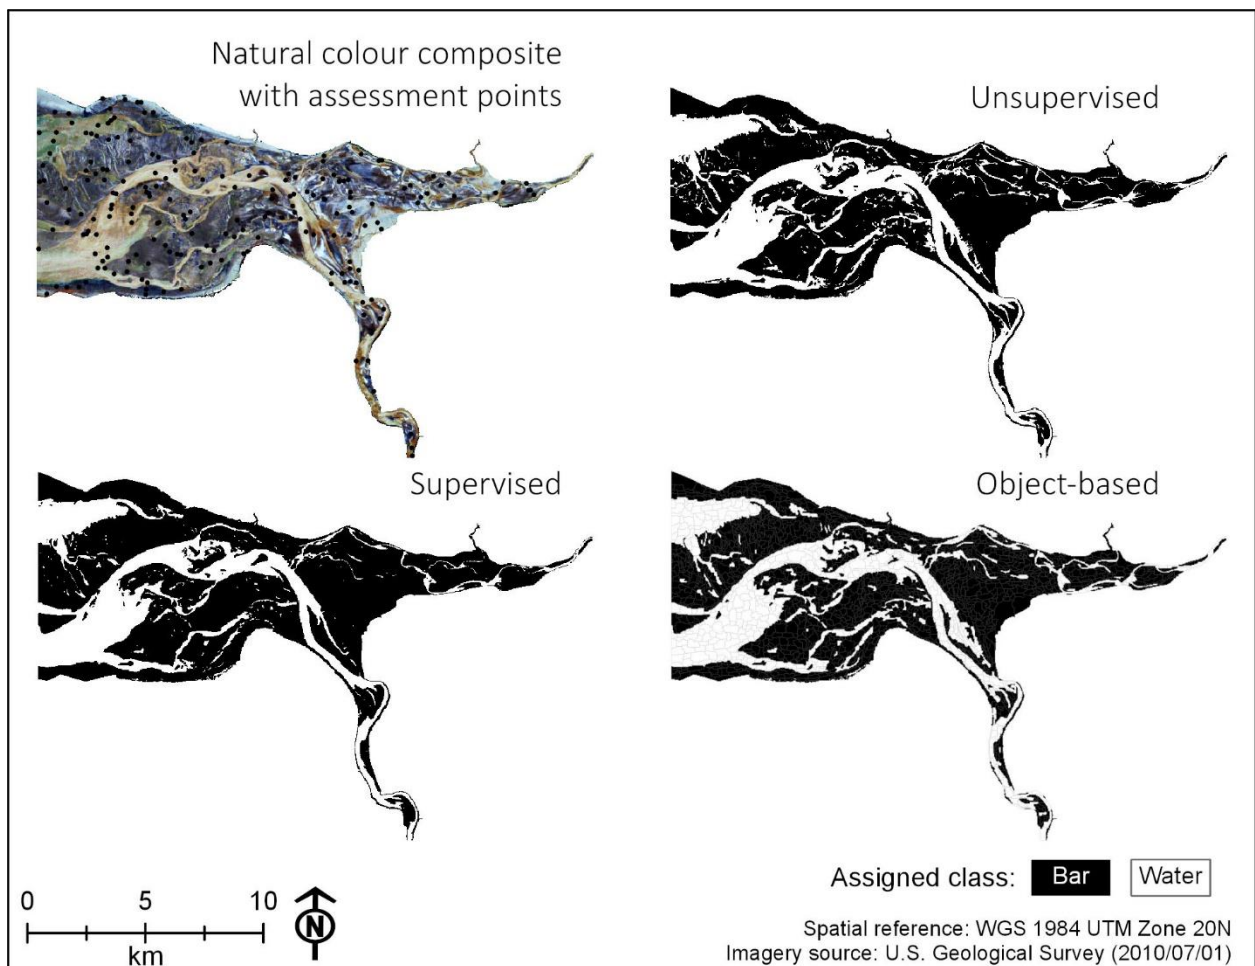 Natural colour composite
with assessment points
Unsupervised
Supervised
Object-based
Assigned class: Bar Water
0 5 10
km
N
Spatial reference: WGS 1984 UTM Zone 20N
Imagery source: U.S. Geological Survey (2010/07/01)